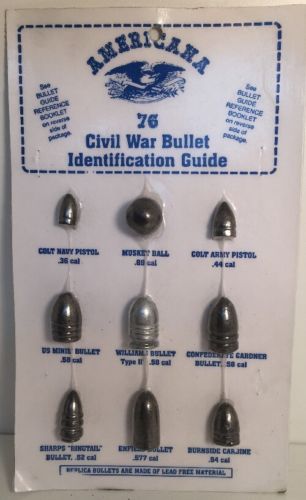 AMERICANA
See
BULLET
GUIDE
REFERENCE
BOOKLET
on reverse
side of
package.
See
BULLET
GUIDE
REFERENCE
BOOKLET
on reverse
side of
package.
76
Civil War Bullet
Identification Guide
COLT NAVY PISTOL
.36 cal
MUSKET BALL
.69 cal
COLT ARMY PISTOL
.44 cal
US MINIE BULLET
.58 cal
WILLIAMS BULLET
Type II .58 cal
CONFEDERATE GARDNER
BULLET, .58 cal
SHARPS "RINGTAIL"
BULLET, .52 cal
ENFIELD BULLET
.577 cal
BURNSIDE CARBINE
.54 cal
REPLICA BULLETS ARE MADE OF LEAD FREE MATERIAL